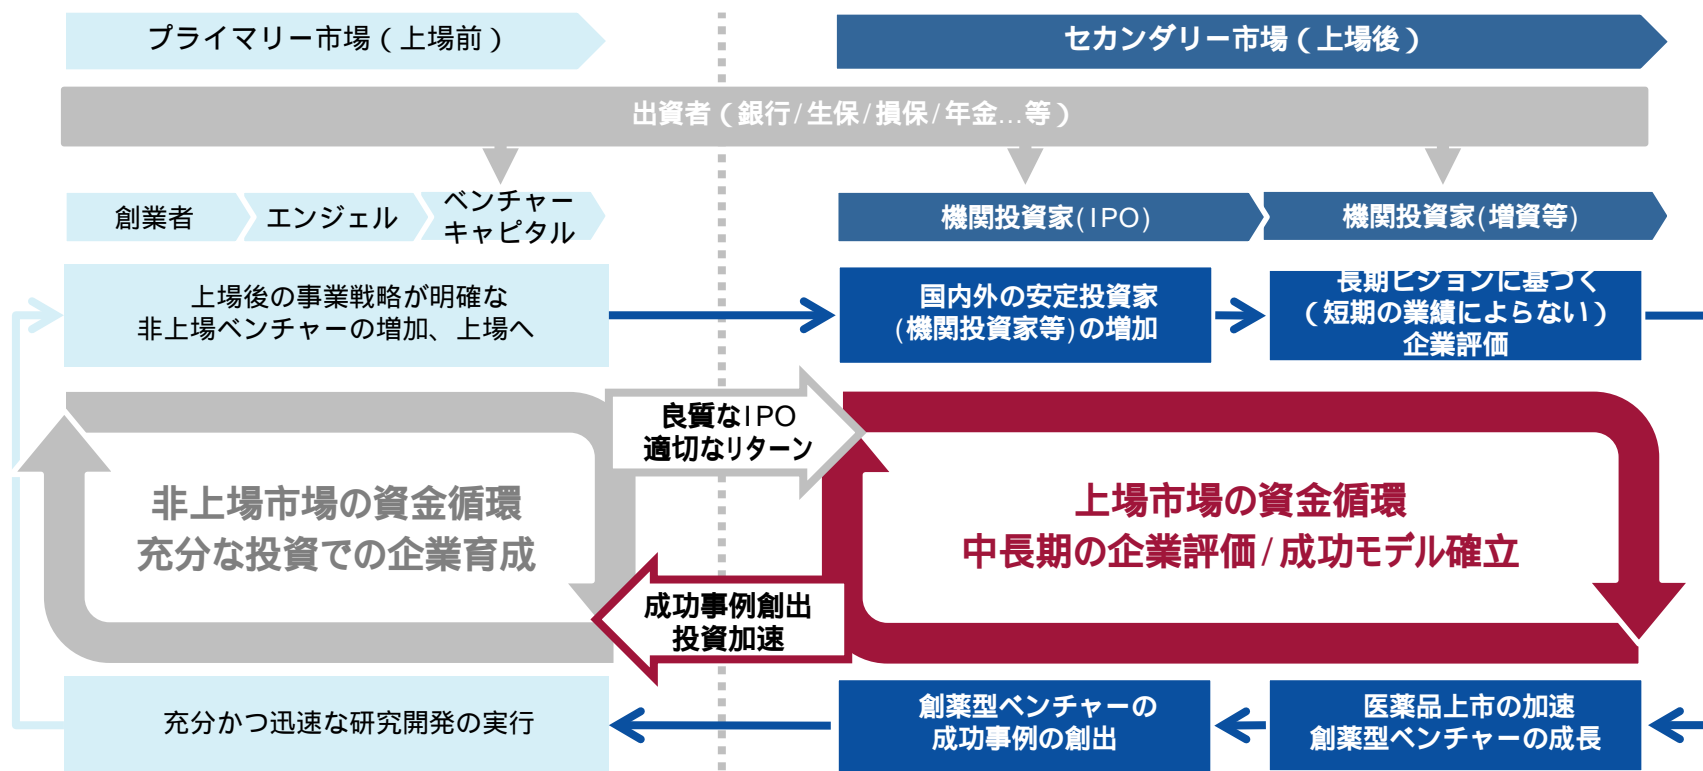 プライマリー市場（上場前）
セカンダリー市場（上場後）
出資者（銀行/生保/損保/年金…等）
創業者
エンジェル
ベンチャー
キャピタル
機関投資家(IPO)
機関投資家(増資等)
上場後の事業戦略が明確な
非上場ベンチャーの増加、上場へ
国内外の安定投資家
(機関投資家等)の増加
長期ビジョンに基づく
（短期の業績によらない）
企業評価
良質なIPO
適切なリターン
非上場市場の資金循環
充分な投資での企業育成
上場市場の資金循環
中長期の企業評価/成功モデル確立
成功事例創出
投資加速
充分かつ迅速な研究開発の実行
創薬型ベンチャーの
成功事例の創出
医薬品上市の加速
創薬型ベンチャーの成長